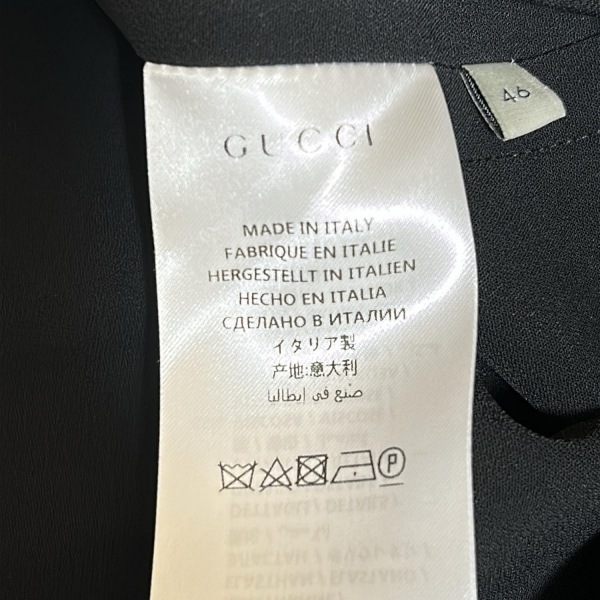 GUCCI
46
MADE IN ITALY
FABRIQUE EN ITALIE
HERGESTELLT IN ITALIEN
HECHO EN ITALIA
СДЕЛАНО В ИТАЛИИ
イタリア製
产地:意大利
صنع في إيطاليا
P